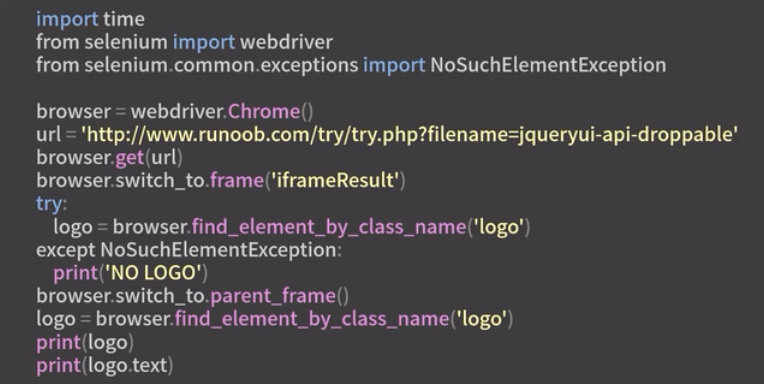 import time
from selenium import webdriver
from selenium.common.exceptions import NoSuchElementException

browser = webdriver.Chrome()
url = 'http://www.runoob.com/try/try.php?filename=jqueryui-api-droppable'
browser.get(url)
browser.switch_to.frame('iframeResult')
try:
    logo = browser.find_element_by_class_name('logo')
except NoSuchElementException:
    print('NO LOGO')
browser.switch_to.parent_frame()
logo = browser.find_element_by_class_name('logo')
print(logo)
print(logo.text)